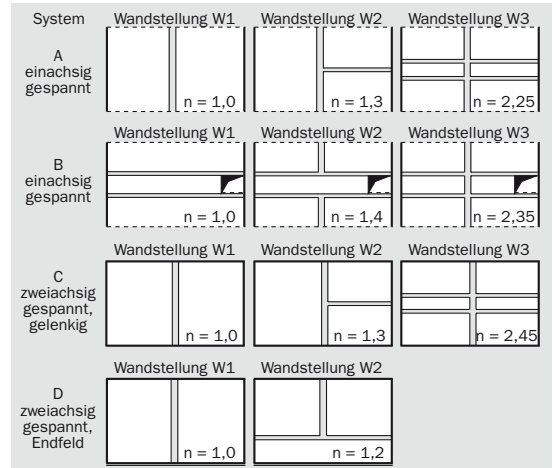 System Wandstellung W1 Wandstellung W2 Wandstellung W3
A
einachsig
gespannt
n = 1,0 n = 1,3 n = 2,25
Wandstellung W1 Wandstellung W2 Wandstellung W3
B
einachsig
gespannt
n = 1,0 n = 1,4 n = 2,35
Wandstellung W1 Wandstellung W2 Wandstellung W3
C
zweiachsig
gespannt,
gelenkig
n = 1,0 n = 1,3 n = 2,45
Wandstellung W1 Wandstellung W2
D
zweiachsig
gespannt,
Endfeld
n = 1,0 n = 1,2